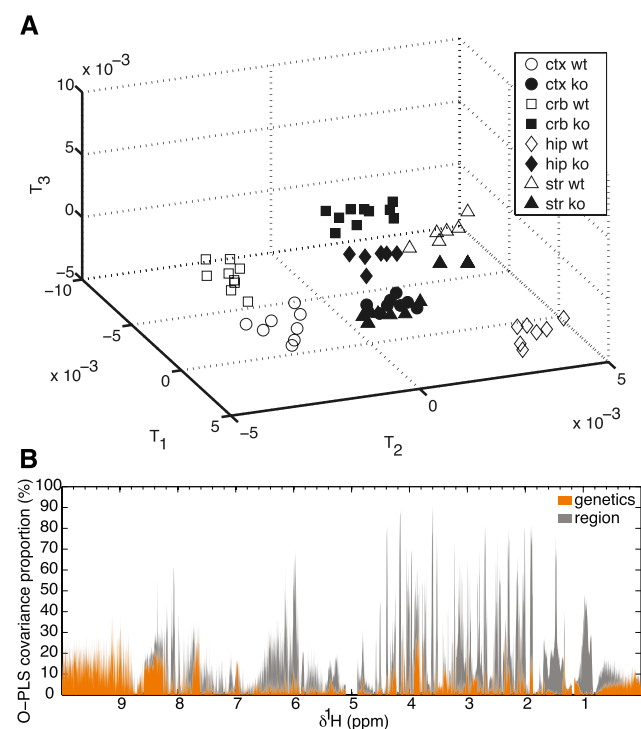 A
x 10⁻³
10
5
0
−5
T₃
−10
−5
0
5
x 10⁻³
T₁
−5
0
5
x 10⁻³
T₂
ctx wt
ctx ko
crb wt
crb ko
hip wt
hip ko
str wt
str ko
B
O−PLS covariance proportion (%)
100
90
80
70
60
50
40
30
20
10
0
genetics
region
9 8 7 6 5 4 3 2 1
δ¹H (ppm)